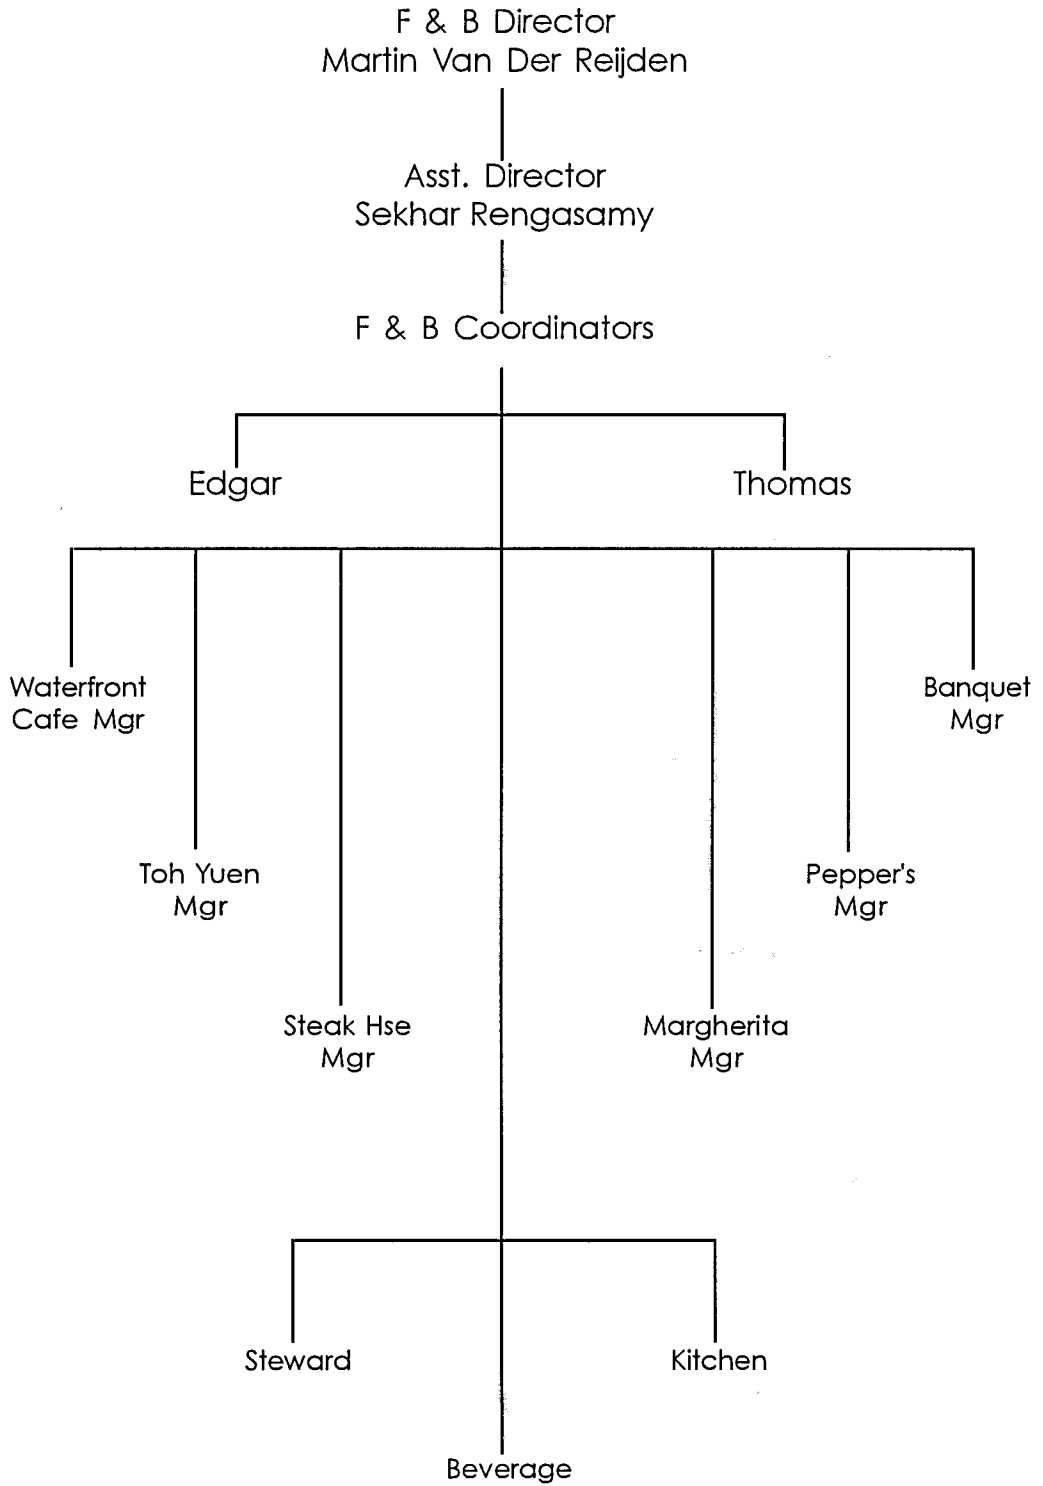 F & B Director
Martin Van Der Reijden
Asst. Director
Sekhar Rengasamy
F & B Coordinators
Edgar
Thomas
Waterfront
Cafe Mgr
Banquet
Mgr
Toh Yuen
Mgr
Pepper's
Mgr
Steak Hse
Mgr
Margherita
Mgr
Steward
Kitchen
Beverage